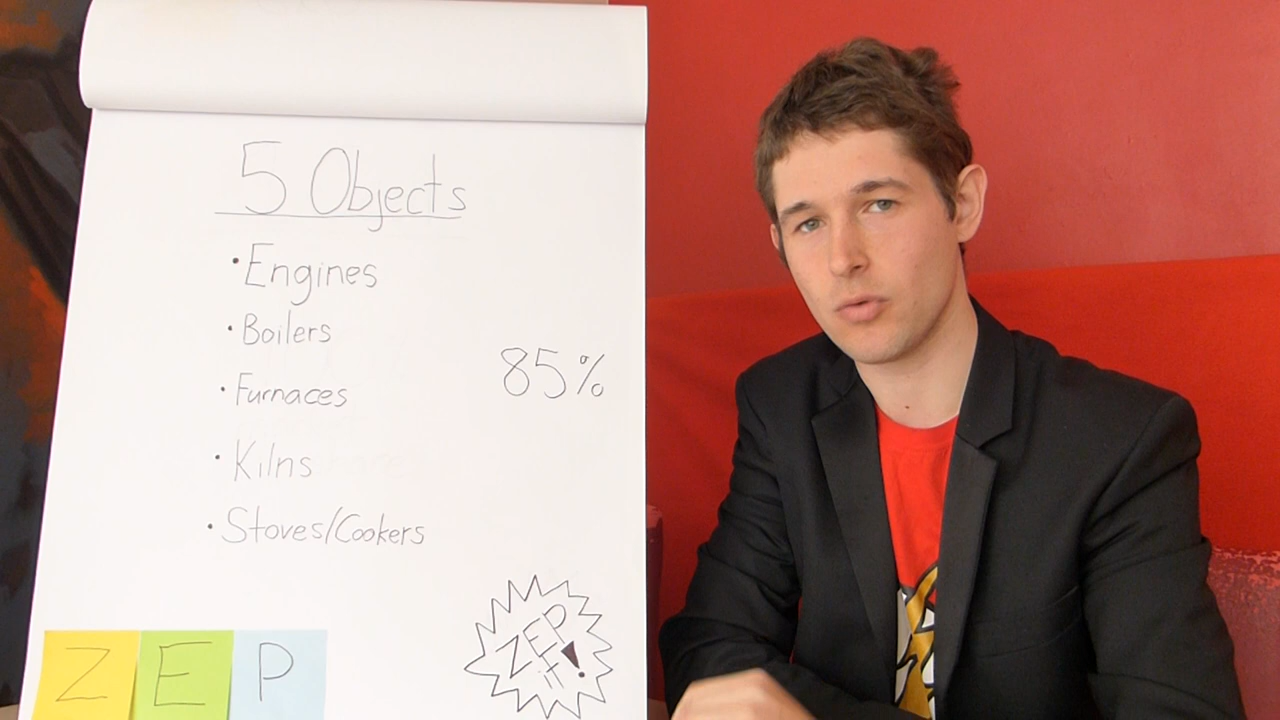 5 Objects
· Engines
· Boilers
· Furnaces
85%
· Kilns
· Stoves/Cookers
ZEP
IT!
Z E P